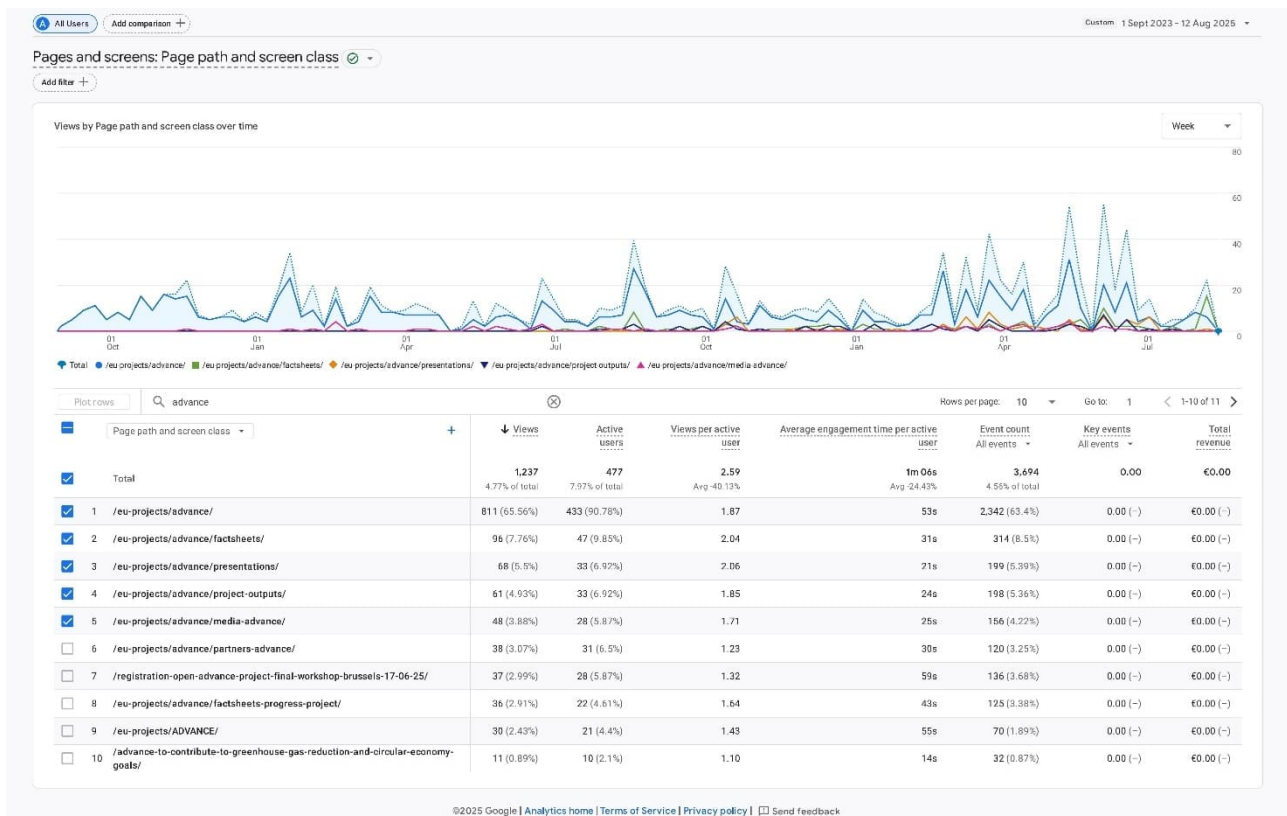 A All Users Add comparison + Custom 1 Sept 2023 - 12 Aug 2025
Pages and screens: Page path and screen class
Add filter +
Views by Page path and screen class over time Week
80
60
40
20
0
01 Oct 01 Jan 01 Apr 01 Jul 01 Oct 01 Jan 01 Apr 01 Jul
Total /eu projects/advance/ /eu projects/advance/factsheets/ /eu projects/advance/presentations/ /eu projects/advance/project outputs/ /eu projects/advance/media advance/
Plot rows advance Rows per page: 10 Go to: 1 1-10 of 11
Page path and screen class + Views Active users Views per active user Average engagement time per active user Event count All events Key events All events Total revenue
Total 1,237 477 2.59 1m 06s 3,694 0.00 €0.00
4.77% of total 7.97% of total Avg -40.13% Avg -24.43% 4.56% of total
1 /eu-projects/advance/ 811 (65.56%) 433 (90.78%) 1.87 53s 2,342 (63.4%) 0.00 (–) €0.00 (–)
2 /eu-projects/advance/factsheets/ 96 (7.76%) 47 (9.85%) 2.04 31s 314 (8.5%) 0.00 (–) €0.00 (–)
3 /eu-projects/advance/presentations/ 68 (5.5%) 33 (6.92%) 2.06 21s 199 (5.39%) 0.00 (–) €0.00 (–)
4 /eu-projects/advance/project-outputs/ 61 (4.93%) 33 (6.92%) 1.85 24s 198 (5.36%) 0.00 (–) €0.00 (–)
5 /eu-projects/advance/media-advance/ 48 (3.88%) 28 (5.87%) 1.71 25s 156 (4.22%) 0.00 (–) €0.00 (–)
6 /eu-projects/advance/partners-advance/ 38 (3.07%) 31 (6.5%) 1.23 30s 120 (3.25%) 0.00 (–) €0.00 (–)
7 /registration-open-advance-project-final-workshop-brussels-17-06-25/ 37 (2.99%) 28 (5.87%) 1.32 59s 136 (3.68%) 0.00 (–) €0.00 (–)
8 /eu-projects/advance/factsheets-progress-project/ 36 (2.91%) 22 (4.61%) 1.64 43s 125 (3.38%) 0.00 (–) €0.00 (–)
9 /eu-projects/ADVANCE/ 30 (2.43%) 21 (4.4%) 1.43 55s 70 (1.89%) 0.00 (–) €0.00 (–)
10 /advance-to-contribute-to-greenhouse-gas-reduction-and-circular-economy-
goals/ 11 (0.89%) 10 (2.1%) 1.10 14s 32 (0.87%) 0.00 (–) €0.00 (–)
©2025 Google | Analytics home | Terms of Service | Privacy policy | Send feedback